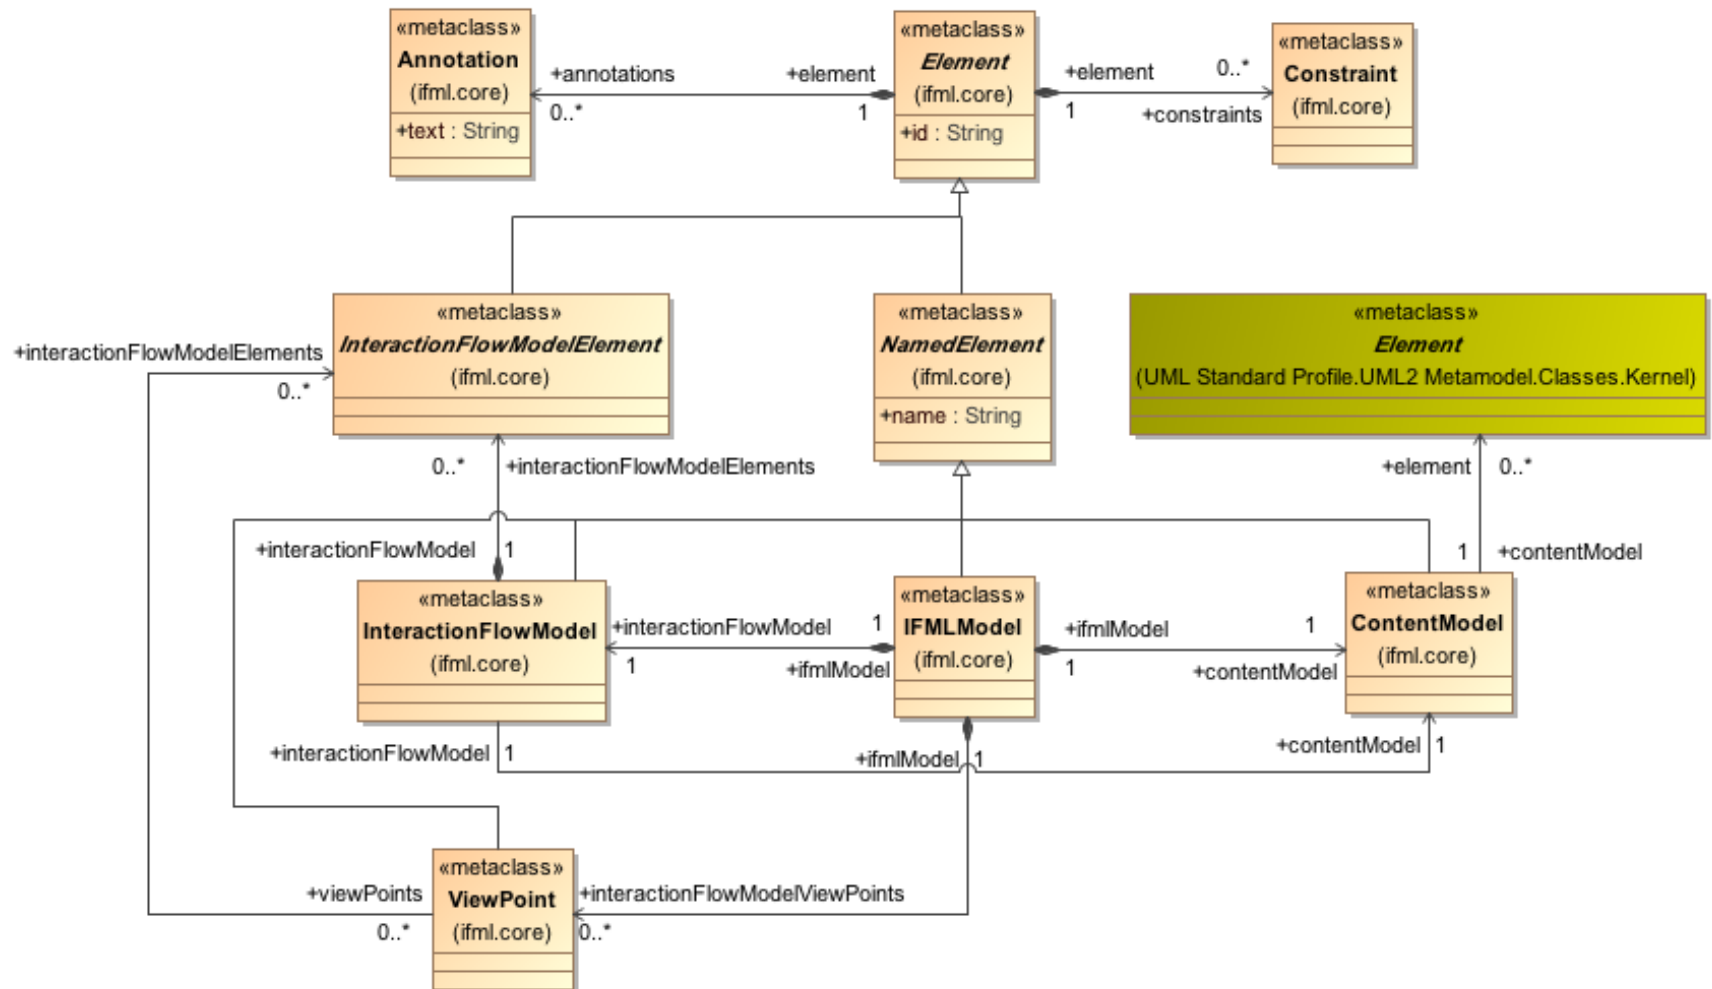 «metaclass»
Annotation
(ifml.core)
+text : String
+annotations
0..*
+element
1
«metaclass»
Element
(ifml.core)
+id : String
+element
1
0..*
+constraints
«metaclass»
Constraint
(ifml.core)
+interactionFlowModelElements
0..*
«metaclass»
InteractionFlowModelElement
(ifml.core)
«metaclass»
NamedElement
(ifml.core)
+name : String
«metaclass»
Element
(UML Standard Profile.UML2 Metamodel.Classes.Kernel)
0..*
+interactionFlowModelElements
+element
0..*
+interactionFlowModel
1
1
+contentModel
«metaclass»
InteractionFlowModel
(ifml.core)
+interactionFlowModel
1
1
+ifmlModel
«metaclass»
IFMLModel
(ifml.core)
+ifmlModel
1
1
+contentModel
«metaclass»
ContentModel
(ifml.core)
+interactionFlowModel
1
+ifmlModel
1
+contentModel
1
+viewPoints
0..*
«metaclass»
ViewPoint
(ifml.core)
+interactionFlowModelViewPoints
0..*